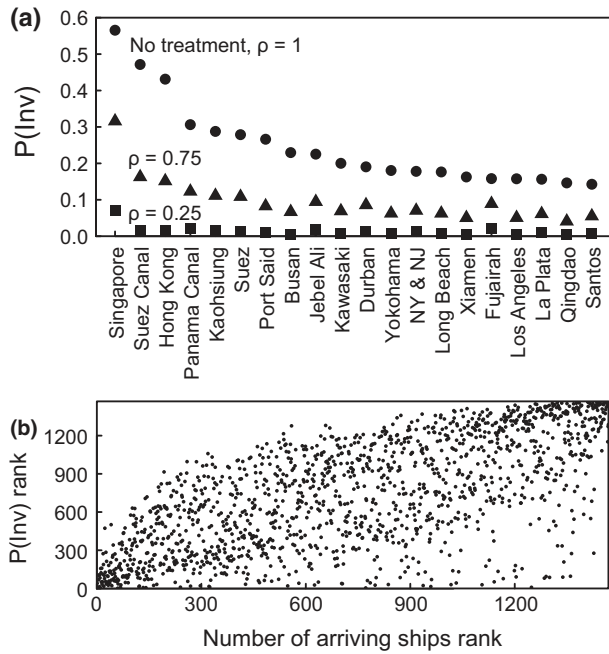 (a)
0.6
0.5
0.4
0.3
0.2
0.1
0.0
P(Inv)
No treatment, ρ = 1
ρ = 0.75
ρ = 0.25
Singapore
Suez Canal
Hong Kong
Panama Canal
Kaohsiung
Suez
Port Said
Busan
Jebel Ali
Kawasaki
Durban
Yokohama
NY & NJ
Long Beach
Xiamen
Fujairah
Los Angeles
La Plata
Qingdao
Santos
(b)
1200
900
600
300
0
P(Inv) rank
0 300 600 900 1200
Number of arriving ships rank